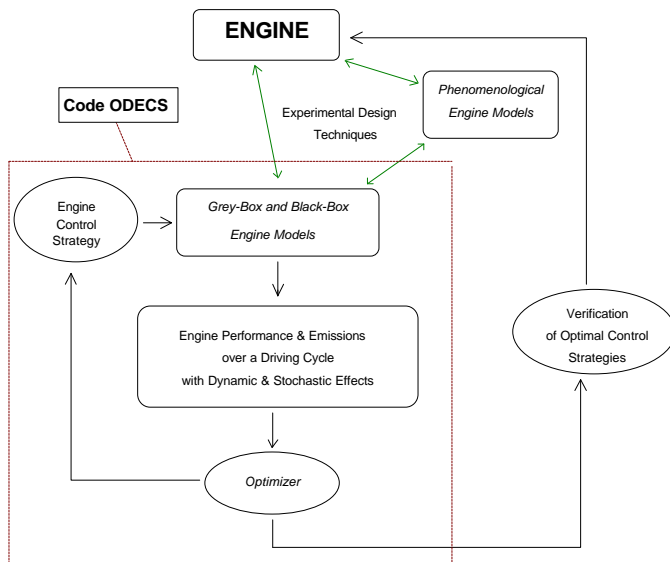 ENGINE
Phenomenological
Engine Models
Code ODECS
Experimental Design
Techniques
Engine
Control
Strategy
Grey-Box and Black-Box
Engine Models
Engine Performance & Emissions
over a Driving Cycle
with Dynamic & Stochastic Effects
Verification
of Optimal Control
Strategies
Optimizer